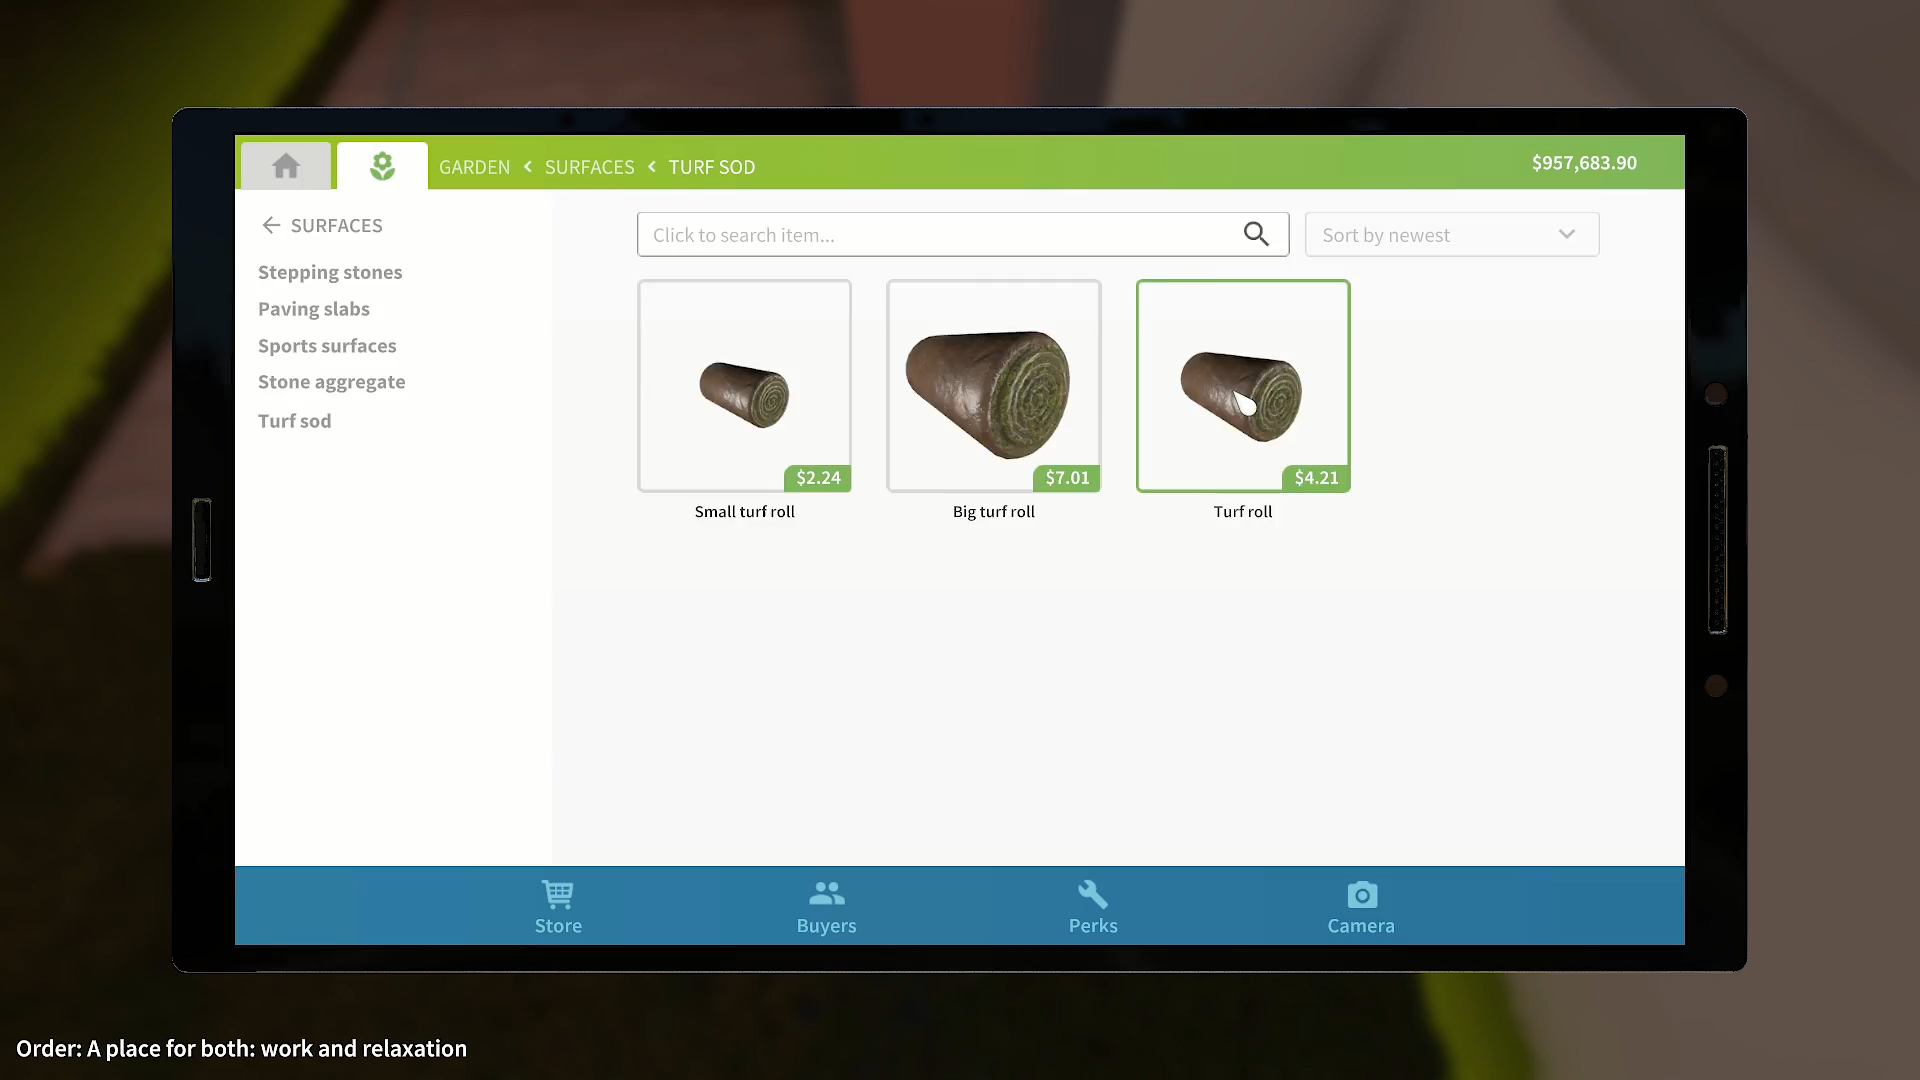 GARDEN < SURFACES < TURF SOD
$957,683.90
SURFACES
Stepping stones
Paving slabs
Sports surfaces
Stone aggregate
Turf sod
Click to search item...
Sort by newest
$2.24
$7.01
$4.21
Small turf roll
Big turf roll
Turf roll
Store
Buyers
Perks
Camera
Order: A place for both: work and relaxation